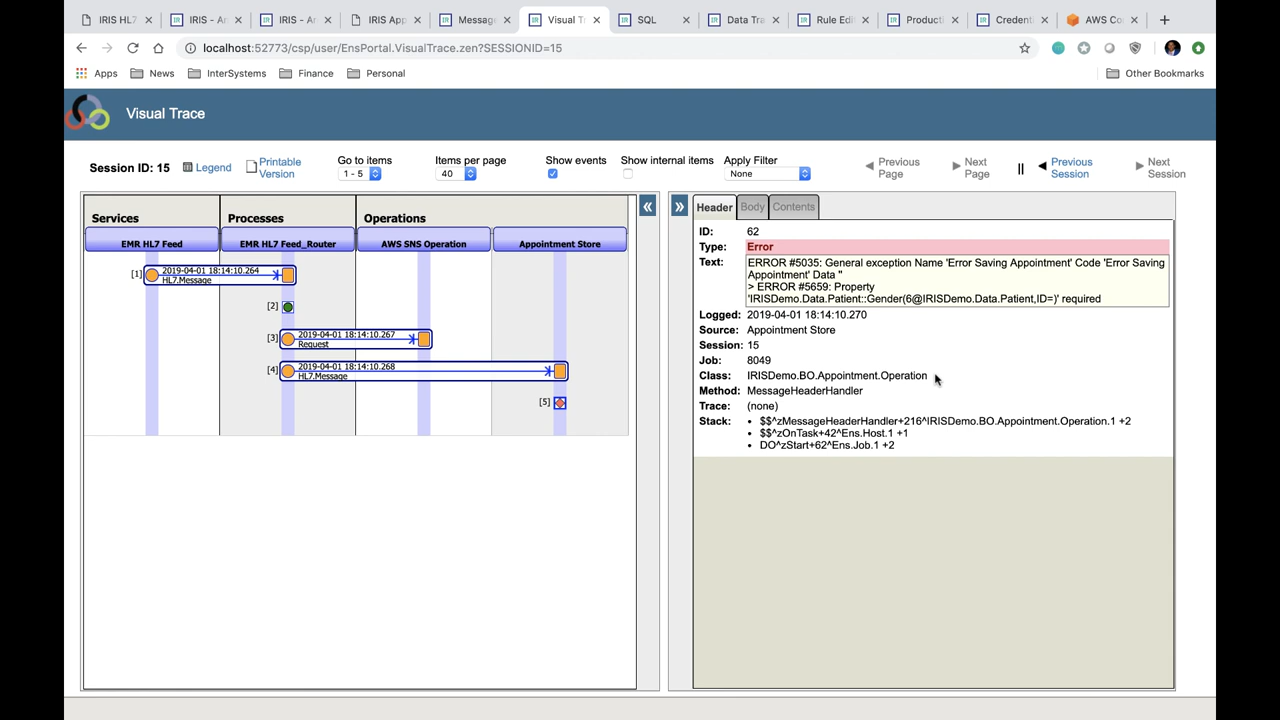 IRIS HL7
IRIS - Ar
IRIS - Ar
IRIS App
Message
Visual Tr
SQL
Data Tra
Rule Edi
Producti
Credenti
AWS Co
localhost:52773/csp/user/EnsPortal.VisualTrace.zen?SESSIONID=15
Apps
News
InterSystems
Finance
Personal
Other Bookmarks
Visual Trace
Session ID: 15
Legend
Printable
Version
Go to items
1 - 5
Items per page
40
Show events
Show internal items
Apply Filter
None
Previous
Page
Next
Page
Previous
Session
Next
Session
Services
Processes
Operations
EMR HL7 Feed
EMR HL7 Feed_Router
AWS SNS Operation
Appointment Store
[1]
2019-04-01 18:14:10.264
HL7.Message
[2]
[3]
2019-04-01 18:14:10.267
Request
[4]
2019-04-01 18:14:10.268
HL7.Message
[5]
«
»
Header
Body
Contents
ID: 62
Type: Error
Text: ERROR #5035: General exception Name 'Error Saving Appointment' Code 'Error Saving
Appointment' Data ''
> ERROR #5659: Property
'IRISDemo.Data.Patient::Gender(6@IRISDemo.Data.Patient,ID=)' required
Logged: 2019-04-01 18:14:10.270
Source: Appointment Store
Session: 15
Job: 8049
Class: IRISDemo.BO.Appointment.Operation
Method: MessageHeaderHandler
Trace: (none)
Stack: • $$^zMessageHeaderHandler+216^IRISDemo.BO.Appointment.Operation.1 +2
• $$^zOnTask+42^Ens.Host.1 +1
• DO^zStart+62^Ens.Job.1 +2